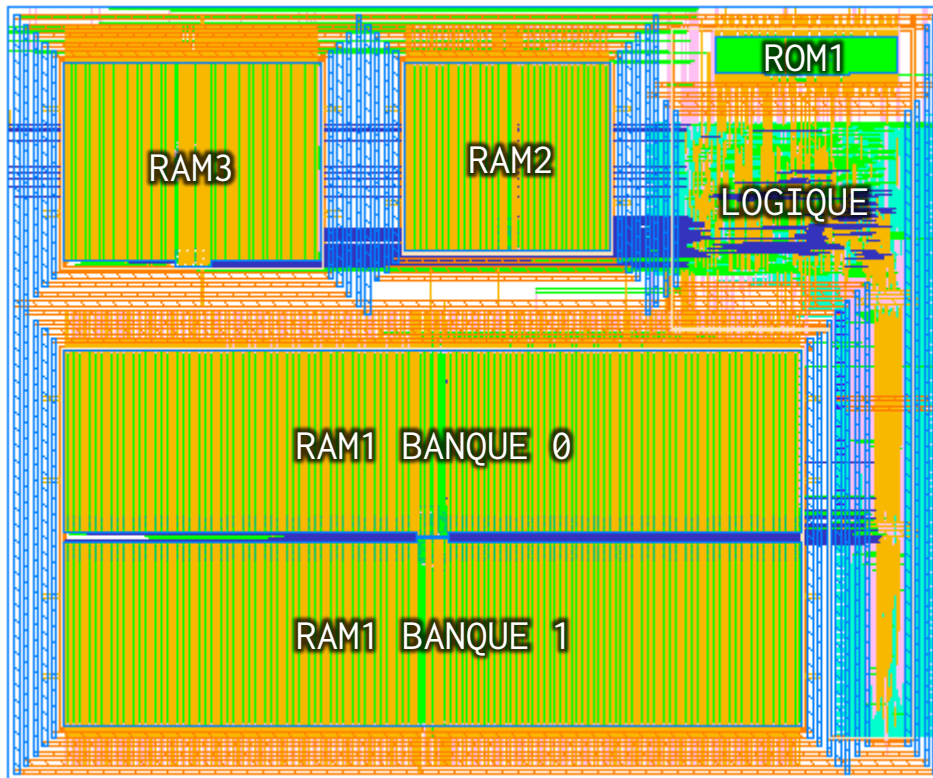 ROM1
RAM3
RAM2
LOGIQUE
RAM1 BANQUE 0
RAM1 BANQUE 1